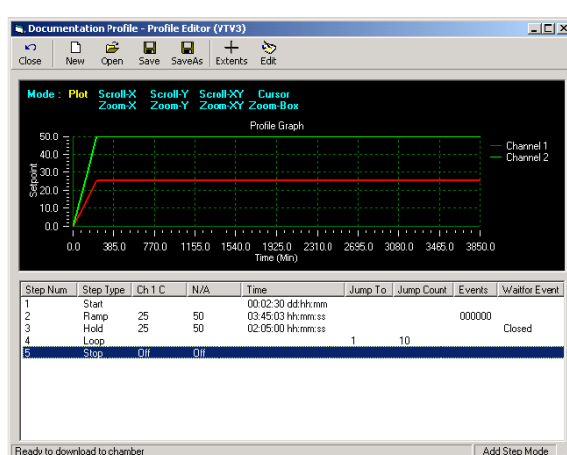 Documentation Profile - Profile Editor (VTV3)
Close New Open Save SaveAs Extents Edit
Mode : Plot Scroll-X Scroll-Y Scroll-XY Cursor
Zoom-X Zoom-Y Zoom-XY Zoom-Box
Profile Graph
50.0
40.0
30.0
20.0
10.0
0.0
Setpoint
Channel 1
Channel 2
0.0 385.0 770.0 1155.0 1540.0 1925.0 2310.0 2695.0 3080.0 3465.0 3850.0
Time (Min)
Step Num Step Type Ch 1 C N/A Time Jump To Jump Count Events Waitfor Event
1 Start 00:02:30 dd:hh:mm
2 Ramp 25 50 03:45:03 hh:mm:ss 000000
3 Hold 25 50 02:05:00 hh:mm:ss Closed
4 Loop 1 10
5 Stop Off Off
Ready to download to chamber Add Step Mode